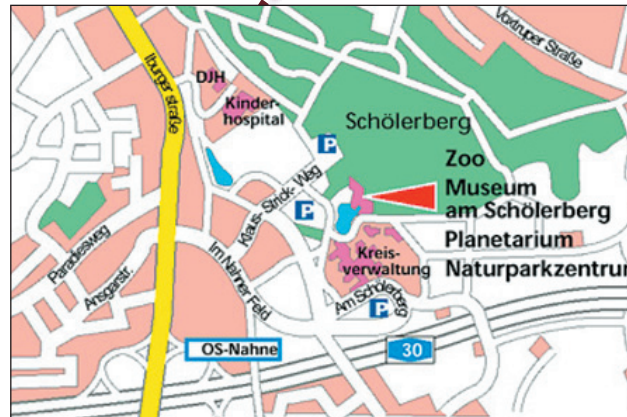 Voxtruper Straße
Iburger straße
DJH
Kinder-
hospital
Schölerberg
P
Zoo
Museum
am Schölerberg
Planetarium
Naturparkzentrum
Klaus-Strick-Weg
P
Kreis-
verwaltung
Paradiesweg
Ansgarstr.
Im Nahner Feld
Am Schölerberg
P
OS-Nahne
30